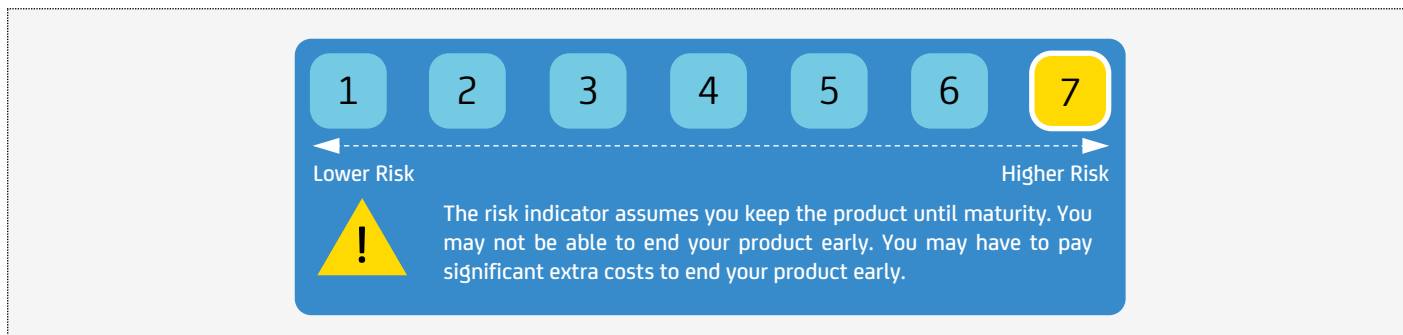 1 2 3 4 5 6 7
Lower Risk Higher Risk
!
The risk indicator assumes you keep the product until maturity. You
may not be able to end your product early. You may have to pay
significant extra costs to end your product early.